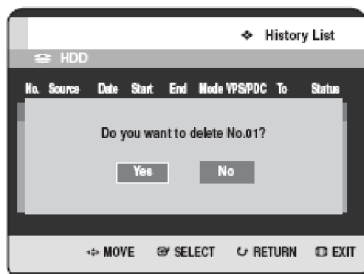 History List
HDD
No. Source Date Start End Mode VPS/PDC To Status
Do you want to delete No.01?
Yes No
MOVE SELECT RETURN EXIT